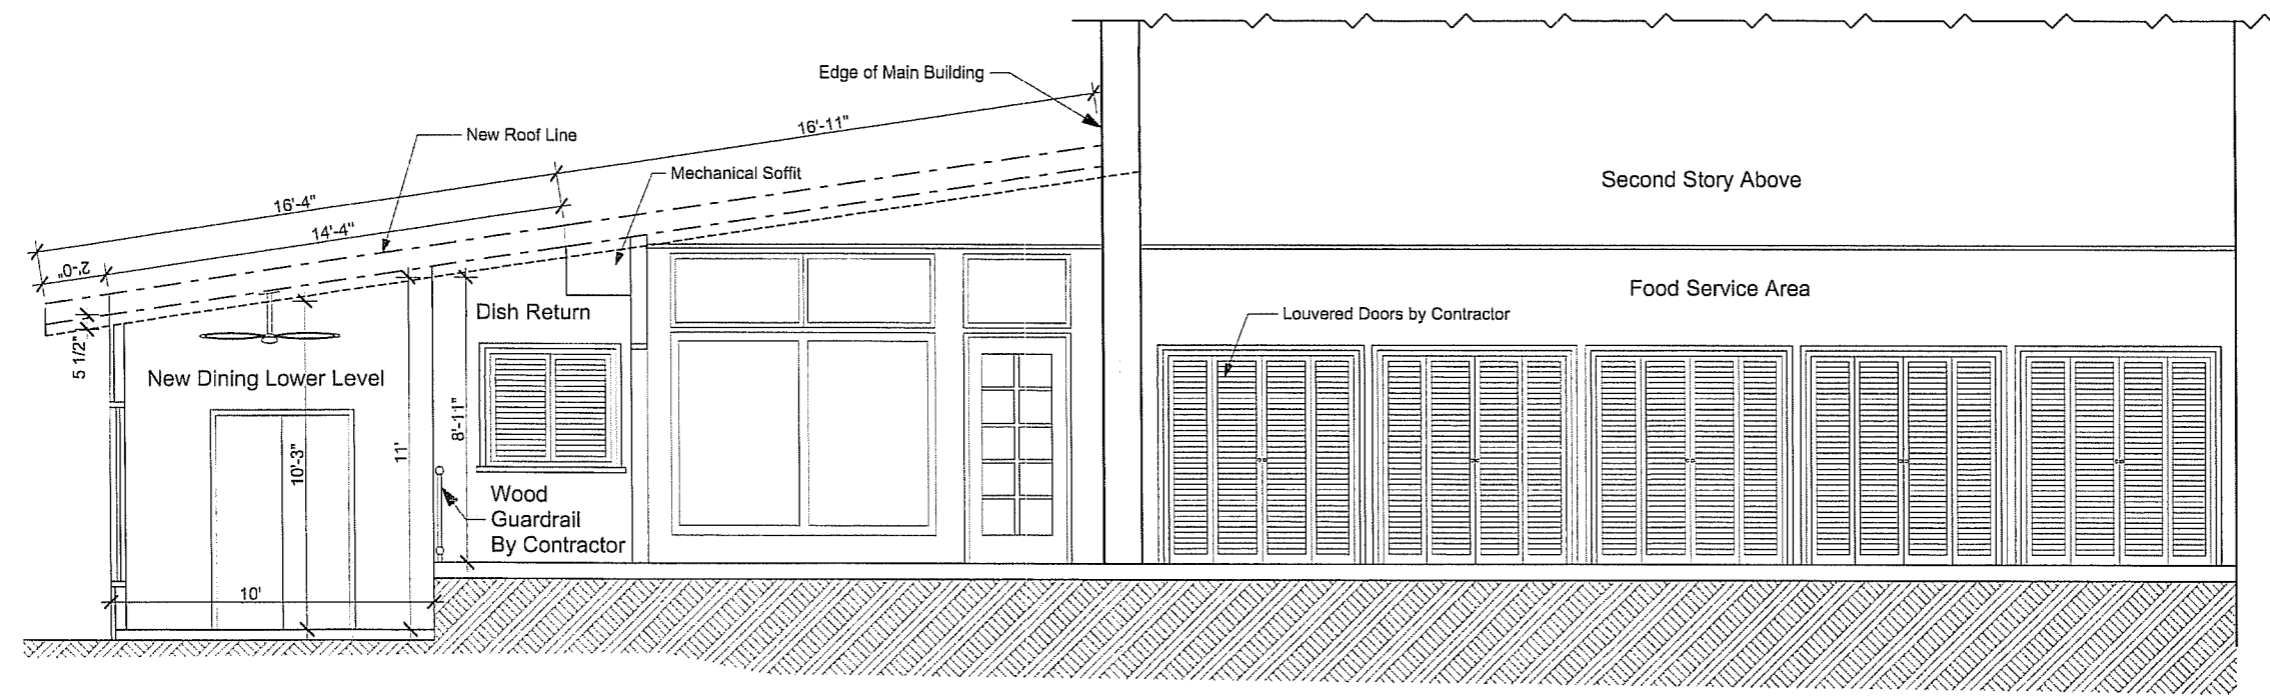 Edge of Main Building
16'-11"
New Roof Line
Mechanical Soffit
Second Story Above
16'-4"
14'-4"
2'-0"
Food Service Area
Dish Return
Louvered Doors by Contractor
5 1/2"
New Dining Lower Level
8'-11"
11'
10'-3"
Wood
Guardrail
By Contractor
10'